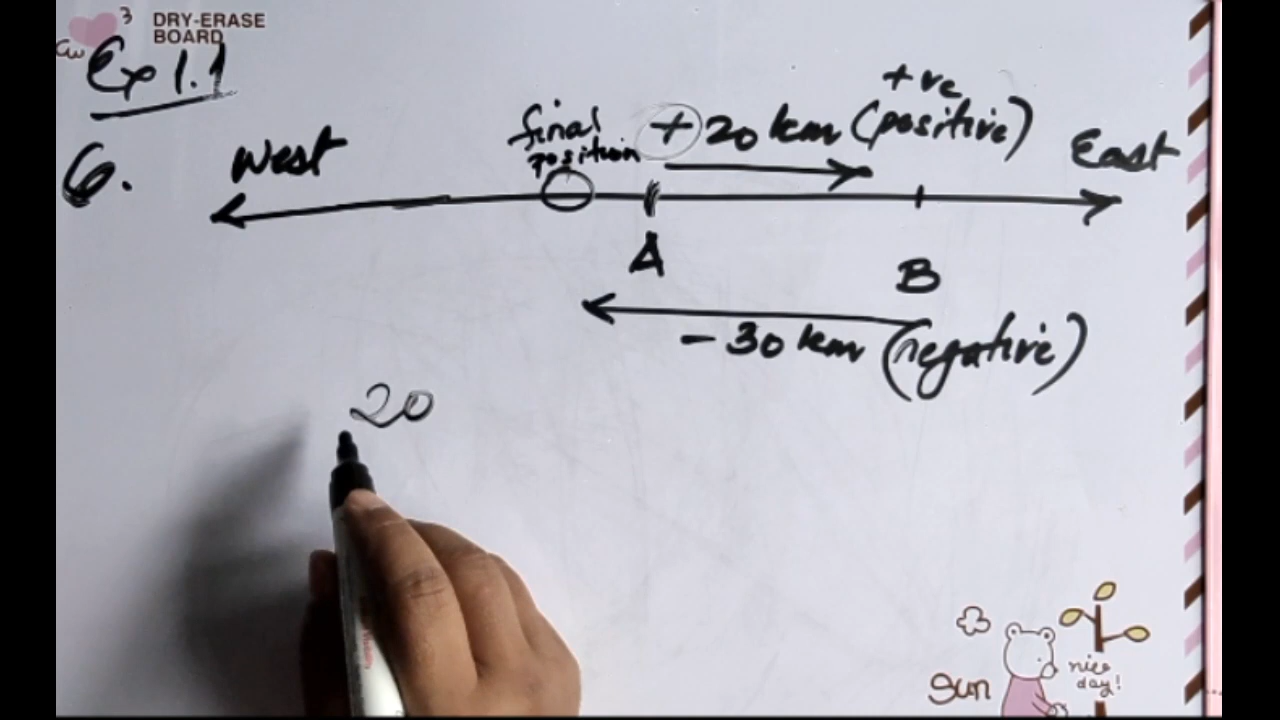 3
DRY-ERASE
BOARD
Ex 1.1
6.
West
final
position
+ 20 km (positive)
+ve
East
A
B
- 30 km (negative)
20
nice
day!
sun